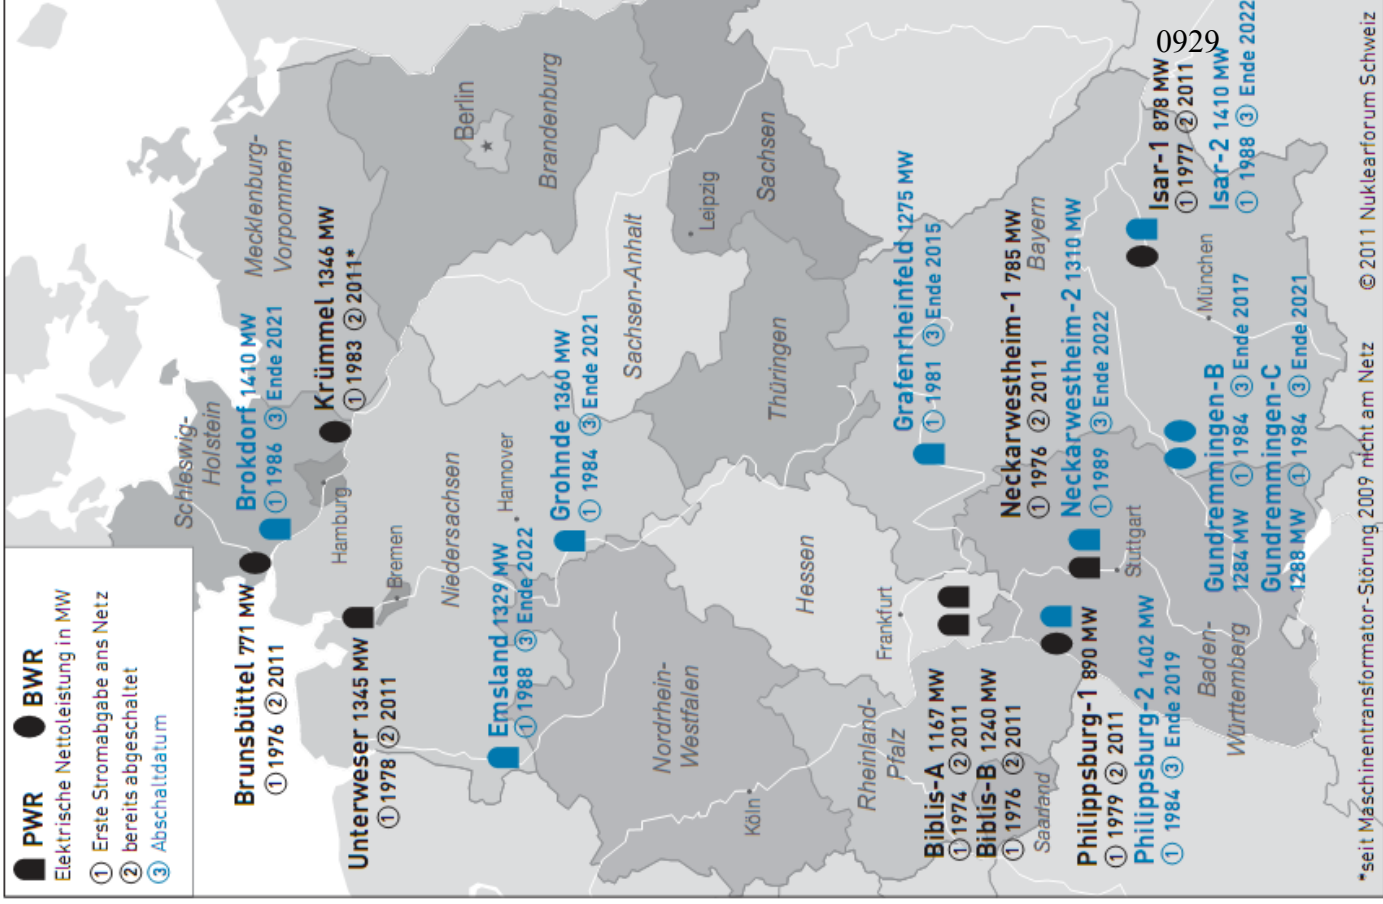 PWR BWR
Elektrische Nettoleistung in MW
① Erste Stromabgabe ans Netz
② bereits abgeschaltet
③ Abschaltdatum
Schleswig-
Holstein
Mecklenburg-
Vorpommern
Brunsbüttel 771 MW
① 1976 ② 2011
Brokdorf 1410 MW
① 1986 ③ Ende 2021
Krümmel 1346 MW
① 1983 ② 2011*
Hamburg
Unterweser 1345 MW
① 1978 ② 2011
Bremen
Niedersachsen
Berlin
Brandenburg
Emsland 1329 MW
① 1988 ③ Ende 2022
Hannover
Grohnde 1360 MW
① 1984 ③ Ende 2021
Sachsen-Anhalt
Nordrhein-
Westfalen
Leipzig
Sachsen
Köln
Hessen
Thüringen
Rheinland-
Pfalz
Frankfurt
Grafenrheinfeld 1275 MW
① 1981 ③ Ende 2015
Biblis-A 1167 MW
① 1974 ② 2011
Biblis-B 1240 MW
① 1976 ② 2011
Saarland
Neckarwestheim-1 785 MW
① 1976 ② 2011
Neckarwestheim-2 1310 MW
① 1989 ③ Ende 2022
Bayern
Philippsburg-1 890 MW
① 1979 ② 2011
Philippsburg-2 1402 MW
① 1984 ③ Ende 2019
Stuttgart
Baden-
Württemberg
Gundremmingen-B
1284 MW ① 1984 ③ Ende 2017
Gundremmingen-C
1288 MW ① 1984 ③ Ende 2021
München
Isar-1 878 MW
① 1977 ② 2011
Isar-2 1410 MW
① 1988 ③ Ende 2022
0929
*seit Maschinentransformator-Störung 2009 nicht am Netz
© 2011 Nuklearforum Schweiz